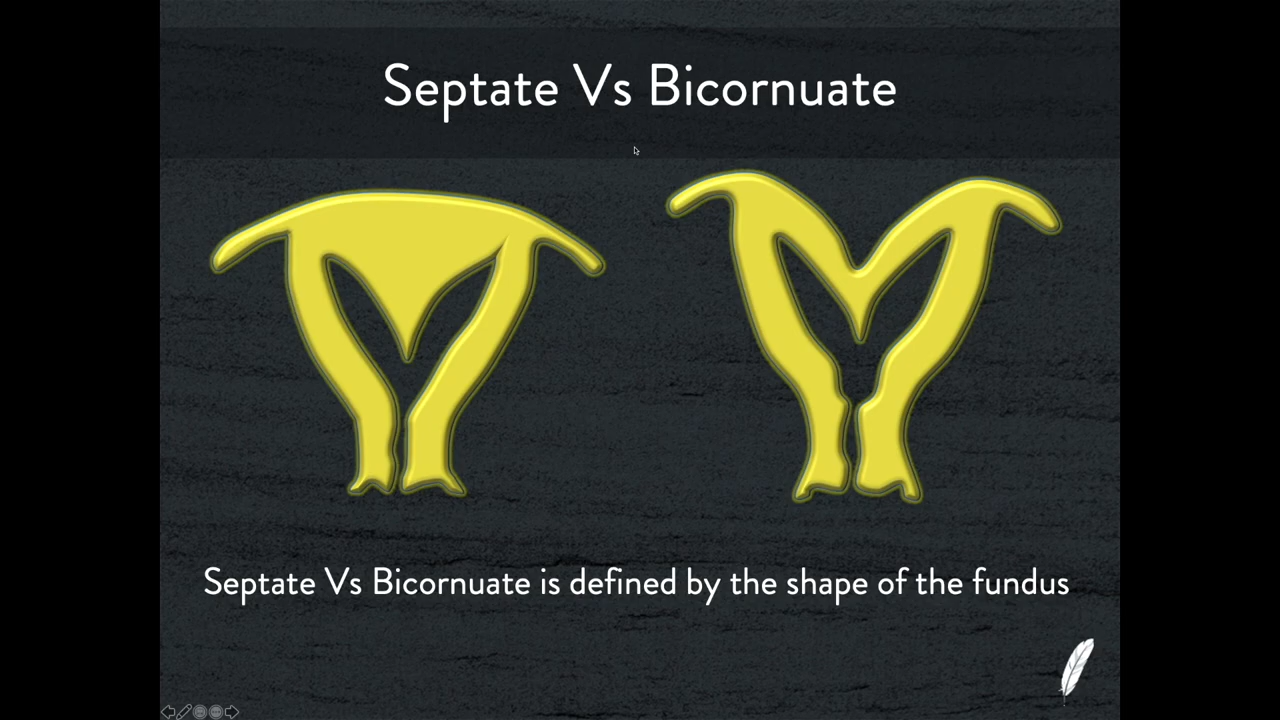 Septate Vs Bicornuate
Septate Vs Bicornuate is defined by the shape of the fundus